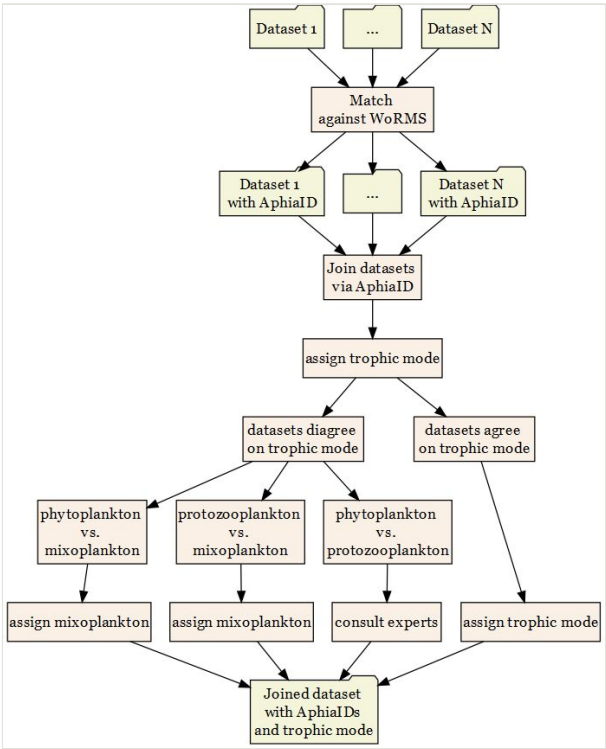 Dataset 1
...
Dataset N
Match
against WoRMS
Dataset 1
with AphiaID
...
Dataset N
with AphiaID
Join datasets
via AphiaID
assign trophic mode
datasets diagree
on trophic mode
datasets agree
on trophic mode
phytoplankton
vs.
mixoplankton
protozooplankton
vs.
mixoplankton
phytoplankton
vs.
protozooplankton
assign mixoplankton
assign mixoplankton
consult experts
assign trophic mode
Joined dataset
with AphiaIDs
and trophic mode